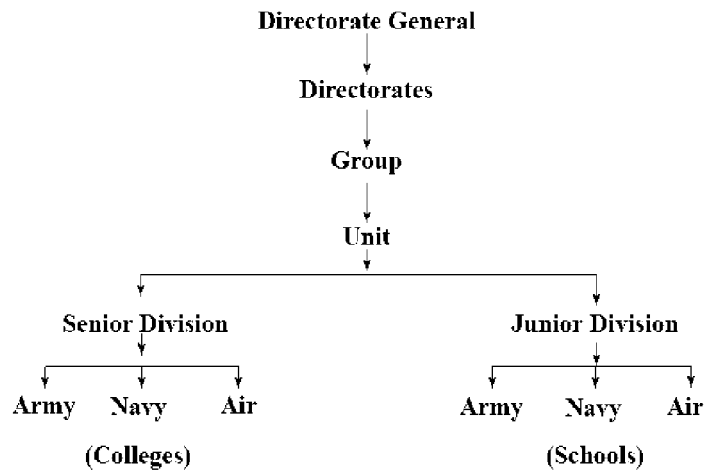 Directorate General
Directorates
Group
Unit
Senior Division Junior Division
Army Navy Air Army Navy Air
(Colleges) (Schools)